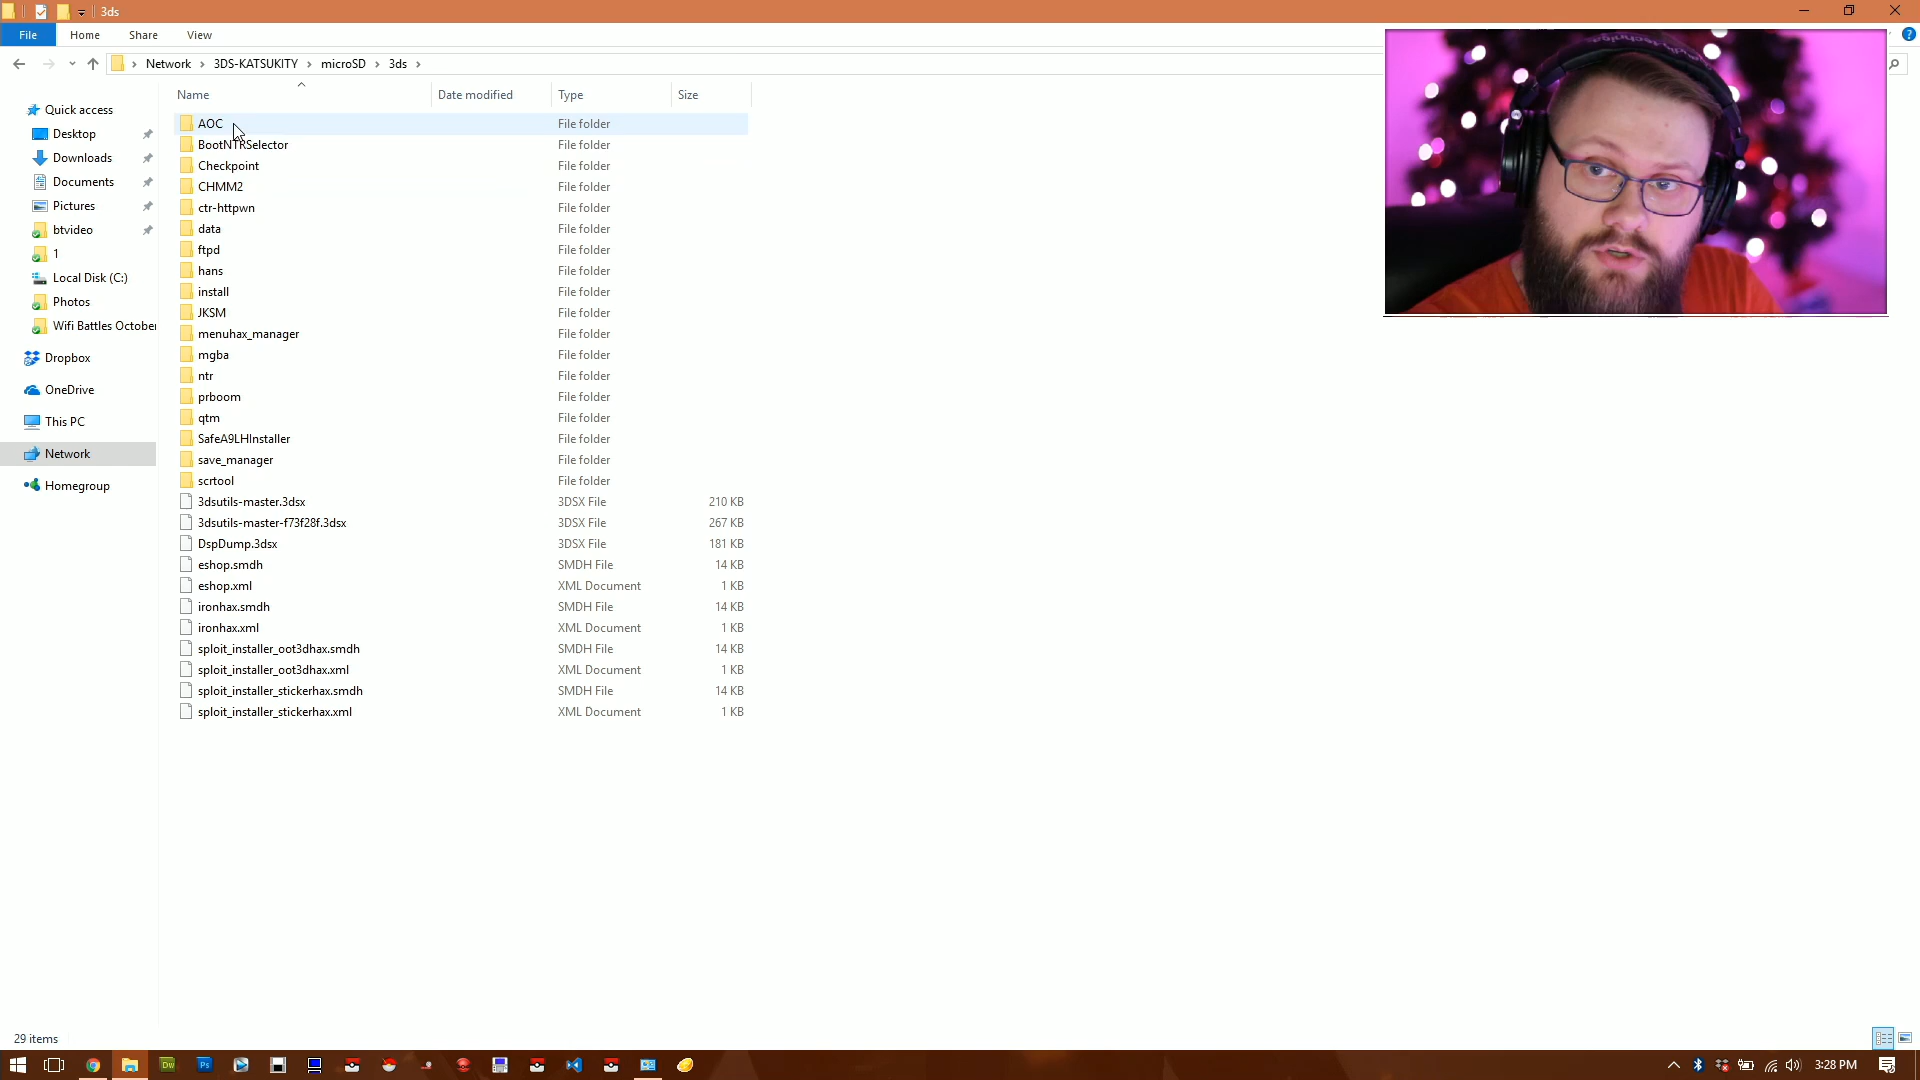 3ds
File Home Share View
Network 3DS-KATSUKITY microSD 3ds
Name Date modified Type Size
Quick access
Desktop
Downloads
Documents
Pictures
btvideo
1
Local Disk (C:)
Photos
Wifi Battles October
Dropbox
OneDrive
This PC
Network
Homegroup
AOC File folder
BootNTRSelector File folder
Checkpoint File folder
CHMM2 File folder
ctr-httpwn File folder
data File folder
ftpd File folder
hans File folder
install File folder
JKSM File folder
menuhax_manager File folder
mgba File folder
ntr File folder
prboom File folder
qtm File folder
SafeA9LHInstaller File folder
save_manager File folder
scrtool File folder
3dsutils-master.3dsx 3DSX File 210 KB
3dsutils-master-f73f28f.3dsx 3DSX File 267 KB
DspDump.3dsx 3DSX File 181 KB
eshop.smdh SMDH File 14 KB
eshop.xml XML Document 1 KB
ironhax.smdh SMDH File 14 KB
ironhax.xml XML Document 1 KB
sploit_installer_oot3dhax.smdh SMDH File 14 KB
sploit_installer_oot3dhax.xml XML Document 1 KB
sploit_installer_stickerhax.smdh SMDH File 14 KB
sploit_installer_stickerhax.xml XML Document 1 KB
29 items
Dw Ps 3:28 PM